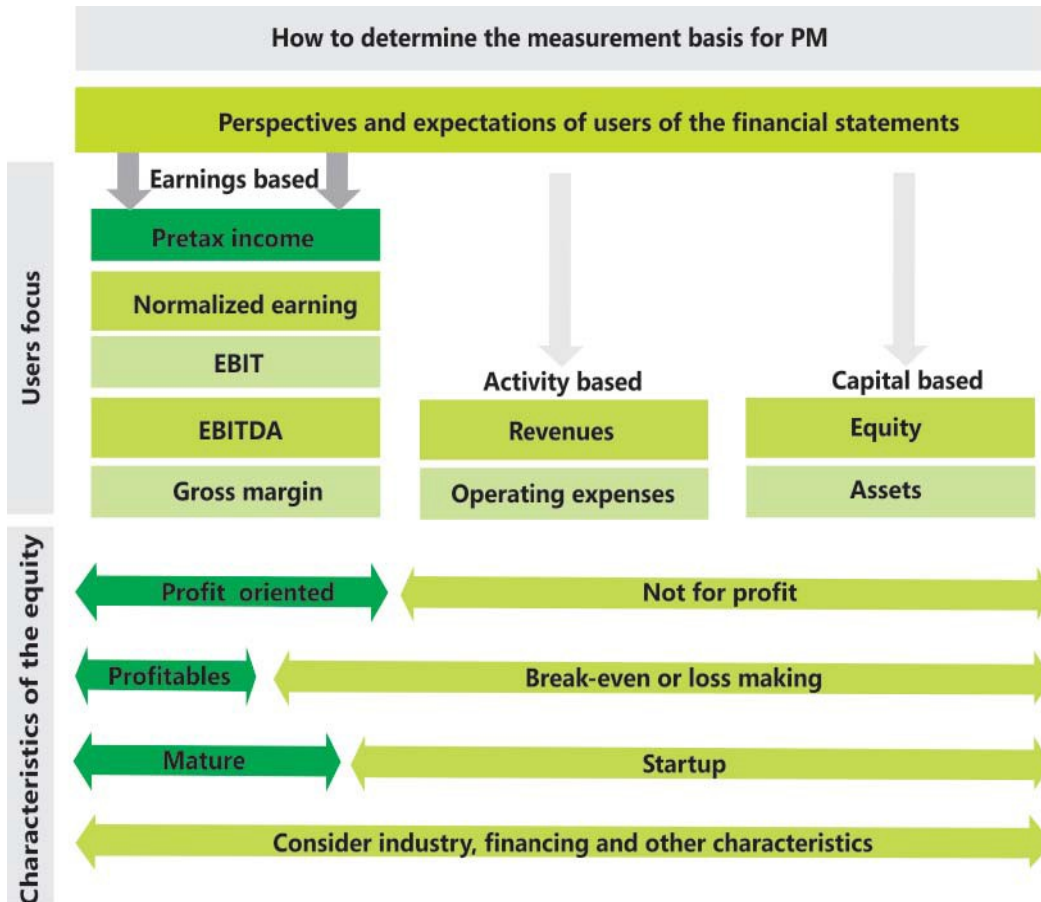 How to determine the measurement basis for PM
Perspectives and expectations of users of the financial statements
Users focus
Earnings based
Pretax income
Normalized earning
EBIT
EBITDA
Gross margin
Activity based
Revenues
Operating expenses
Capital based
Equity
Assets
Characteristics of the equity
Profit oriented
Not for profit
Profitables
Break-even or loss making
Mature
Startup
Consider industry, financing and other characteristics